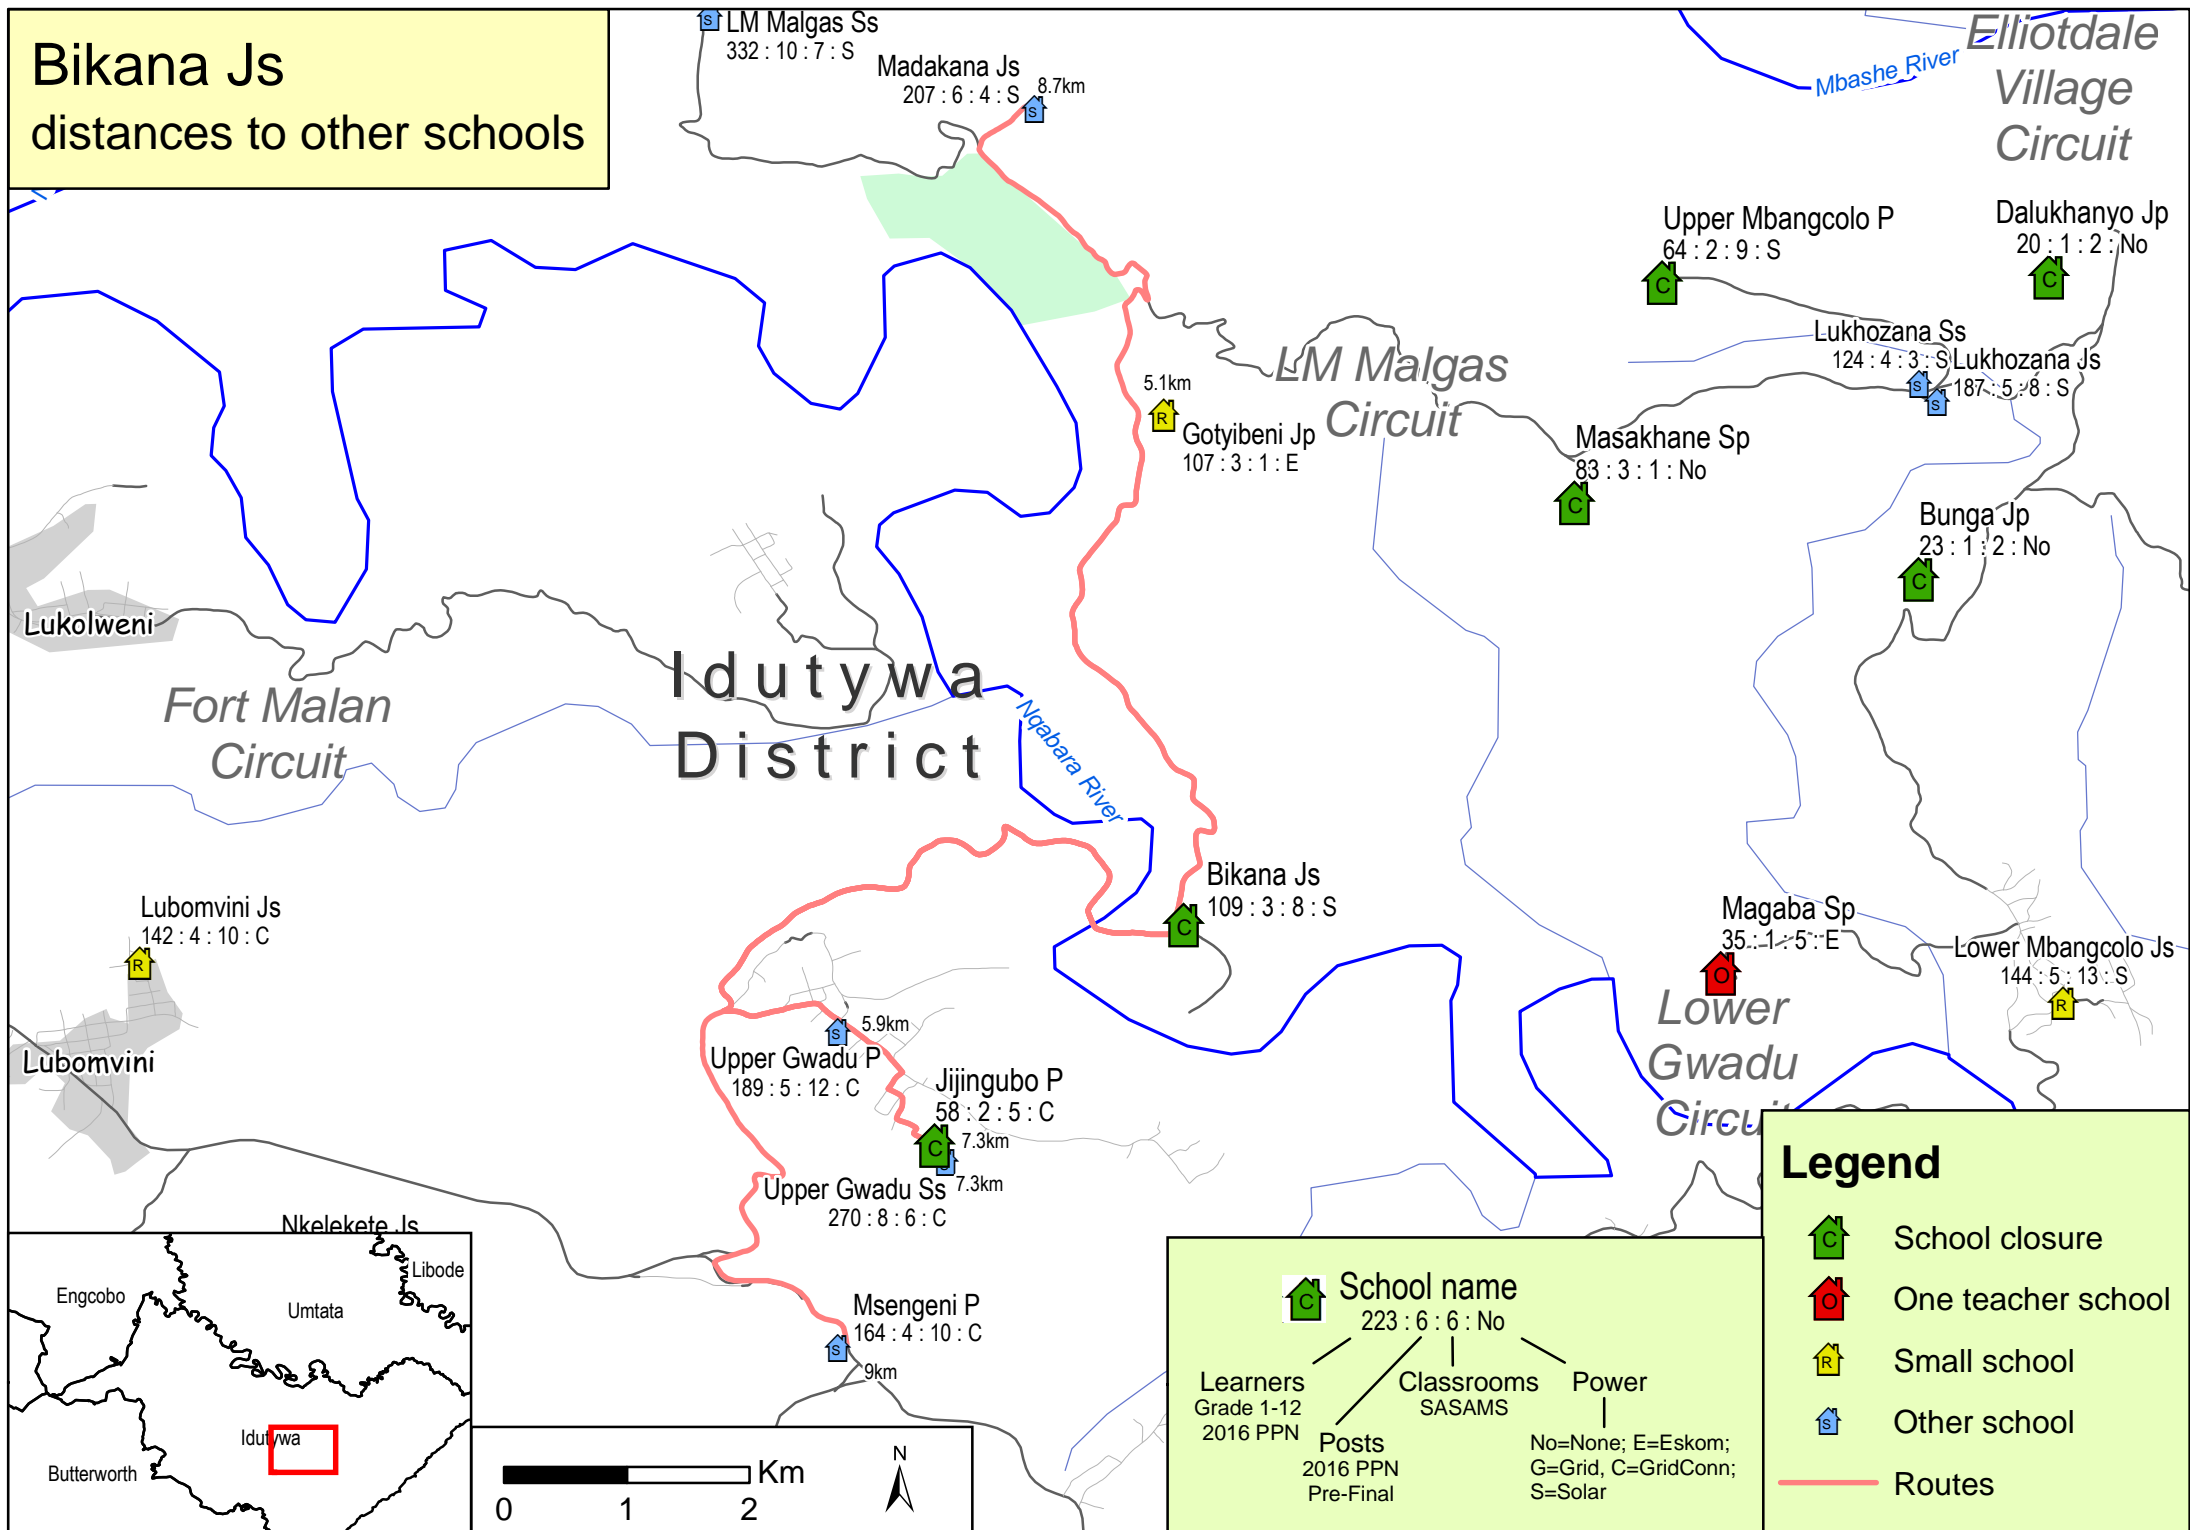 Bikana Js
distances to other schools
LM Malgas Ss
332 : 10 : 7 : S
Madakana Js
207 : 6 : 4 : S
8.7km
Mbashe River
Elliotdale
Village
Circuit
Upper Mbangcolo P
64 : 2 : 9 : S
Dalukhanyo Jp
20 : 1 : 2 : No
Lukhozana Ss
124 : 4 : 3 : S
Lukhozana Js
187 : 5 : 8 : S
LM Malgas
Circuit
5.1km
Gotyibeni Jp
107 : 3 : 1 : E
Masakhane Sp
83 : 3 : 1 : No
Bunga Jp
23 : 1 : 2 : No
Lukolweni
Fort Malan
Circuit
Idutywa
District
Nqabara River
Bikana Js
109 : 3 : 8 : S
Lubomvini Js
142 : 4 : 10 : C
Lubomvini
Magaba Sp
35 : 1 : 5 : E
Lower Mbangcolo Js
144 : 5 : 13 : S
Lower
Gwadu
Circu
5.9km
Upper Gwadu P
189 : 5 : 12 : C
Jijingubo P
58 : 2 : 5 : C
7.3km
7.3km
Upper Gwadu Ss
270 : 8 : 6 : C
Nkelekete Js
Msengeni P
164 : 4 : 10 : C
9km
Engcobo
Libode
Umtata
Idutywa
Butterworth
Km
0 1 2
N
C School name
223 : 6 : 6 : No
Learners
Grade 1-12
2016 PPN
Posts
2016 PPN
Pre-Final
Classrooms
SASAMS
Power
No=None; E=Eskom;
G=Grid, C=GridConn;
S=Solar
Legend
C School closure
O One teacher school
R Small school
S Other school
Routes